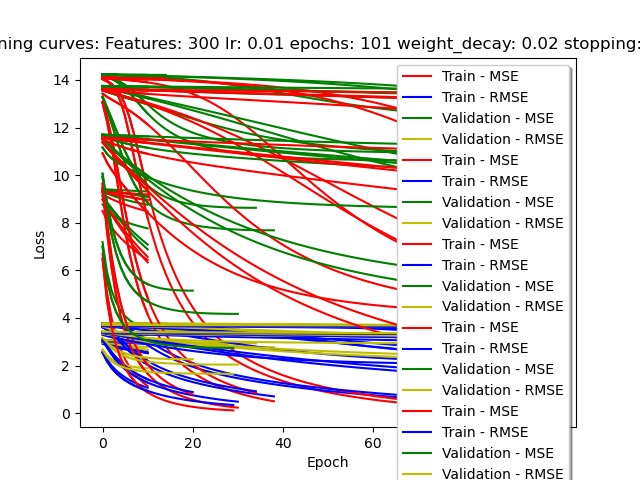 ning curves: Features: 300 lr: 0.01 epochs: 101 weight_decay: 0.02 stopping:
14
12
10
8
6
4
2
0
Loss
0
20
40
60
Epoch
Train - MSE
Train - RMSE
Validation - MSE
Validation - RMSE
Train - MSE
Train - RMSE
Validation - MSE
Validation - RMSE
Train - MSE
Train - RMSE
Validation - MSE
Validation - RMSE
Train - MSE
Train - RMSE
Validation - MSE
Validation - RMSE
Train - MSE
Train - RMSE
Validation - MSE
Validation - RMSE